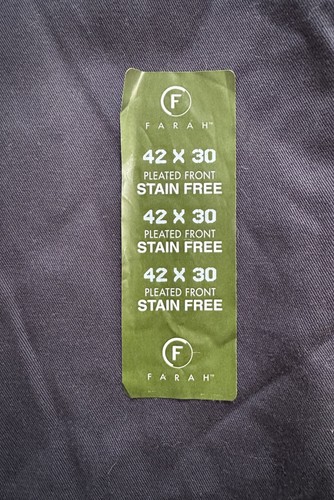 F
FARAH™
42 X 30
PLEATED FRONT
STAIN FREE
42 X 30
PLEATED FRONT
STAIN FREE
42 X 30
PLEATED FRONT
STAIN FREE
F
FARAH™